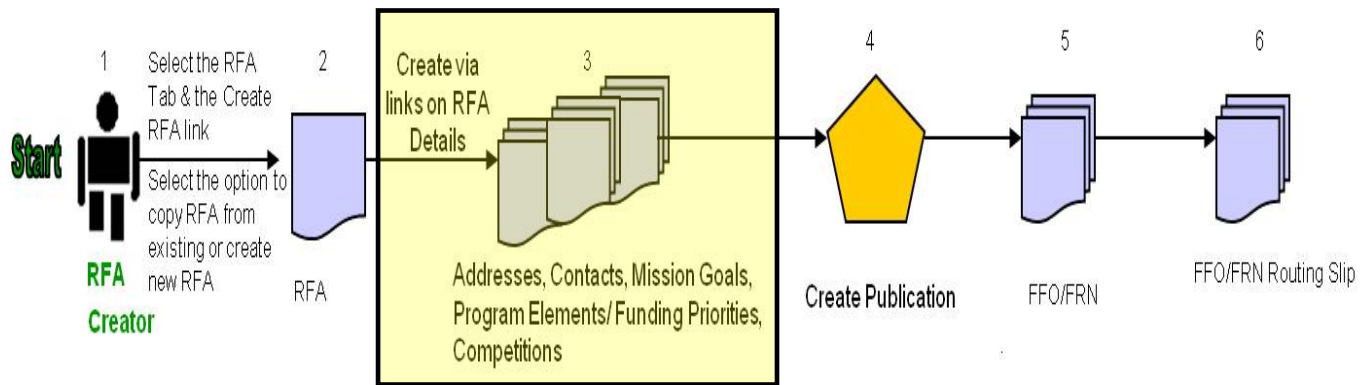 Start
1
Select the RFA
Tab & the Create
RFA link
Select the option to
copy RFA from
existing or create
new RFA
RFA
Creator
2
RFA
Create via
links on RFA
Details
3
Addresses, Contacts, Mission Goals,
Program Elements/ Funding Priorities,
Competitions
4
Create Publication
5
FFO/FRN
6
FFO/FRN Routing Slip